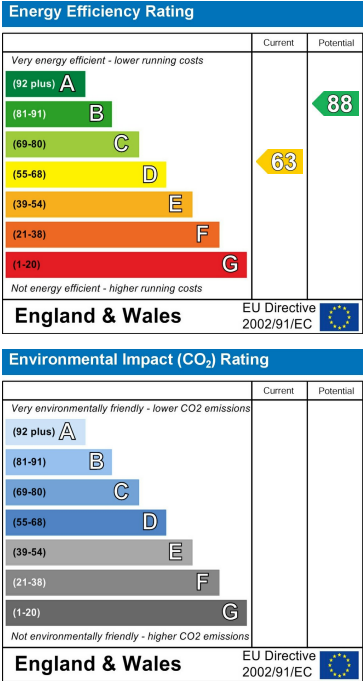 Energy Efficiency Rating
Current Potential
Very energy efficient - lower running costs
(92 plus) A
(81-91) B
88
(69-80) C
(55-68) D
63
(39-54) E
(21-38) F
(1-20) G
Not energy efficient - higher running costs
England & Wales
EU Directive
2002/91/EC
Environmental Impact (CO₂) Rating
Current Potential
Very environmentally friendly - lower CO2 emissions
(92 plus) A
(81-91) B
(69-80) C
(55-68) D
(39-54) E
(21-38) F
(1-20) G
Not environmentally friendly - higher CO2 emissions
England & Wales
EU Directive
2002/91/EC